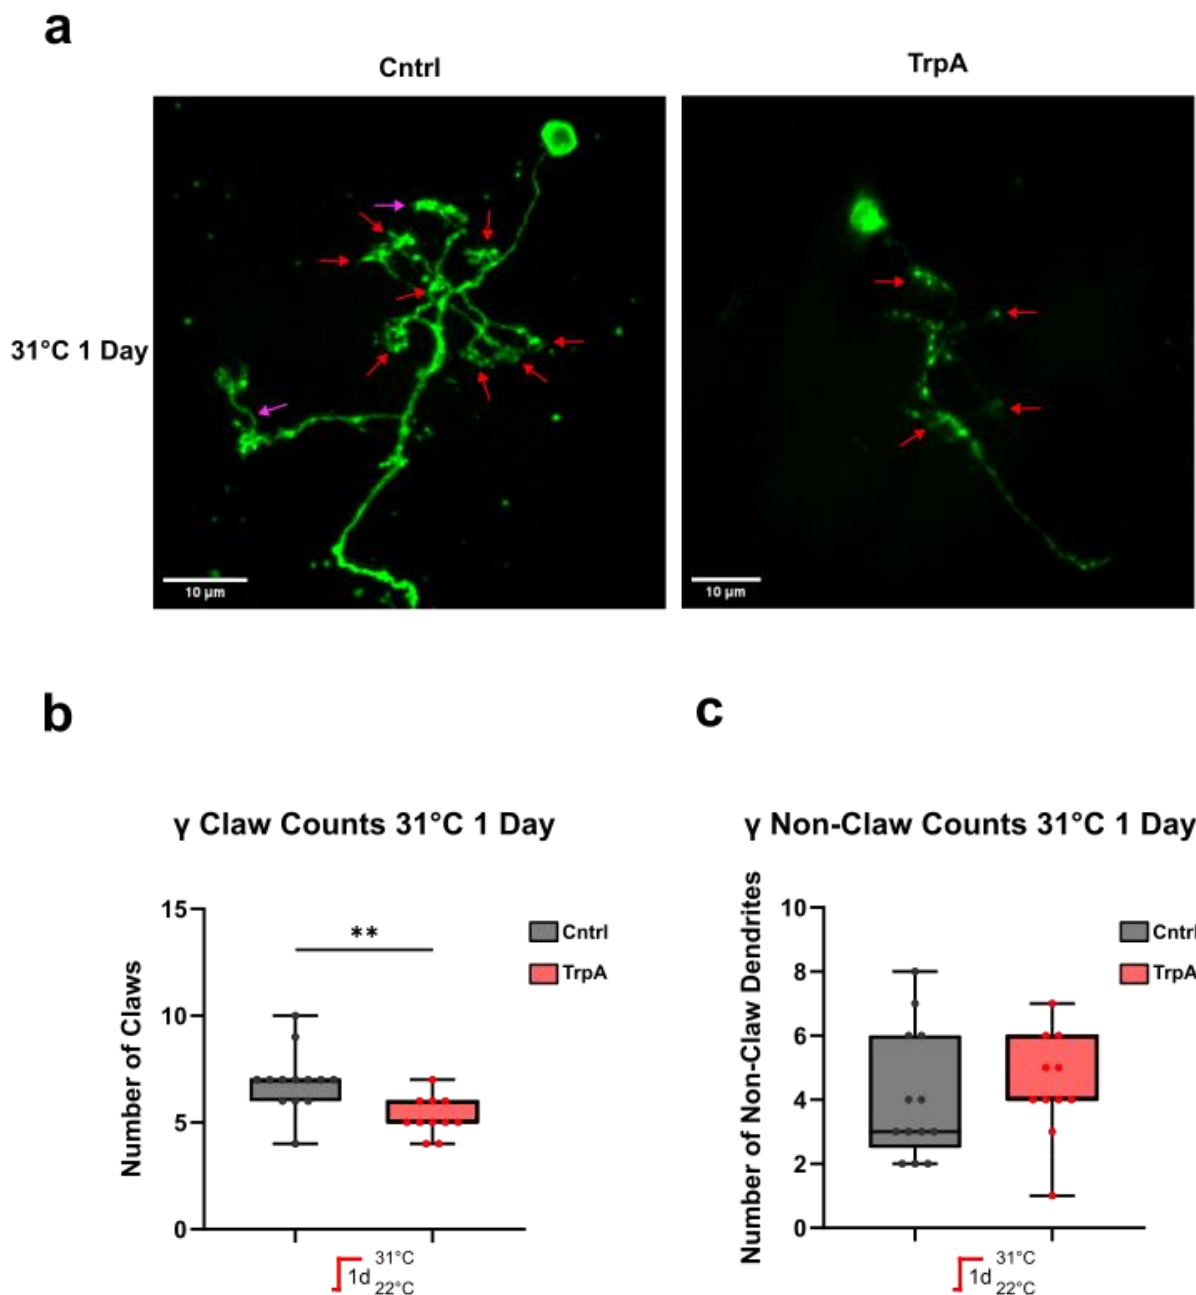 a
Cntrl
TrpA
31°C 1 Day
10 µm
10 µm
b
c
γ Claw Counts 31°C 1 Day
γ Non-Claw Counts 31°C 1 Day
Number of Claws
15
10
5
0
**
Cntrl
TrpA
1d
31°C
22°C
Number of Non-Claw Dendrites
10
8
6
4
2
0
Cntrl
TrpA
1d
31°C
22°C